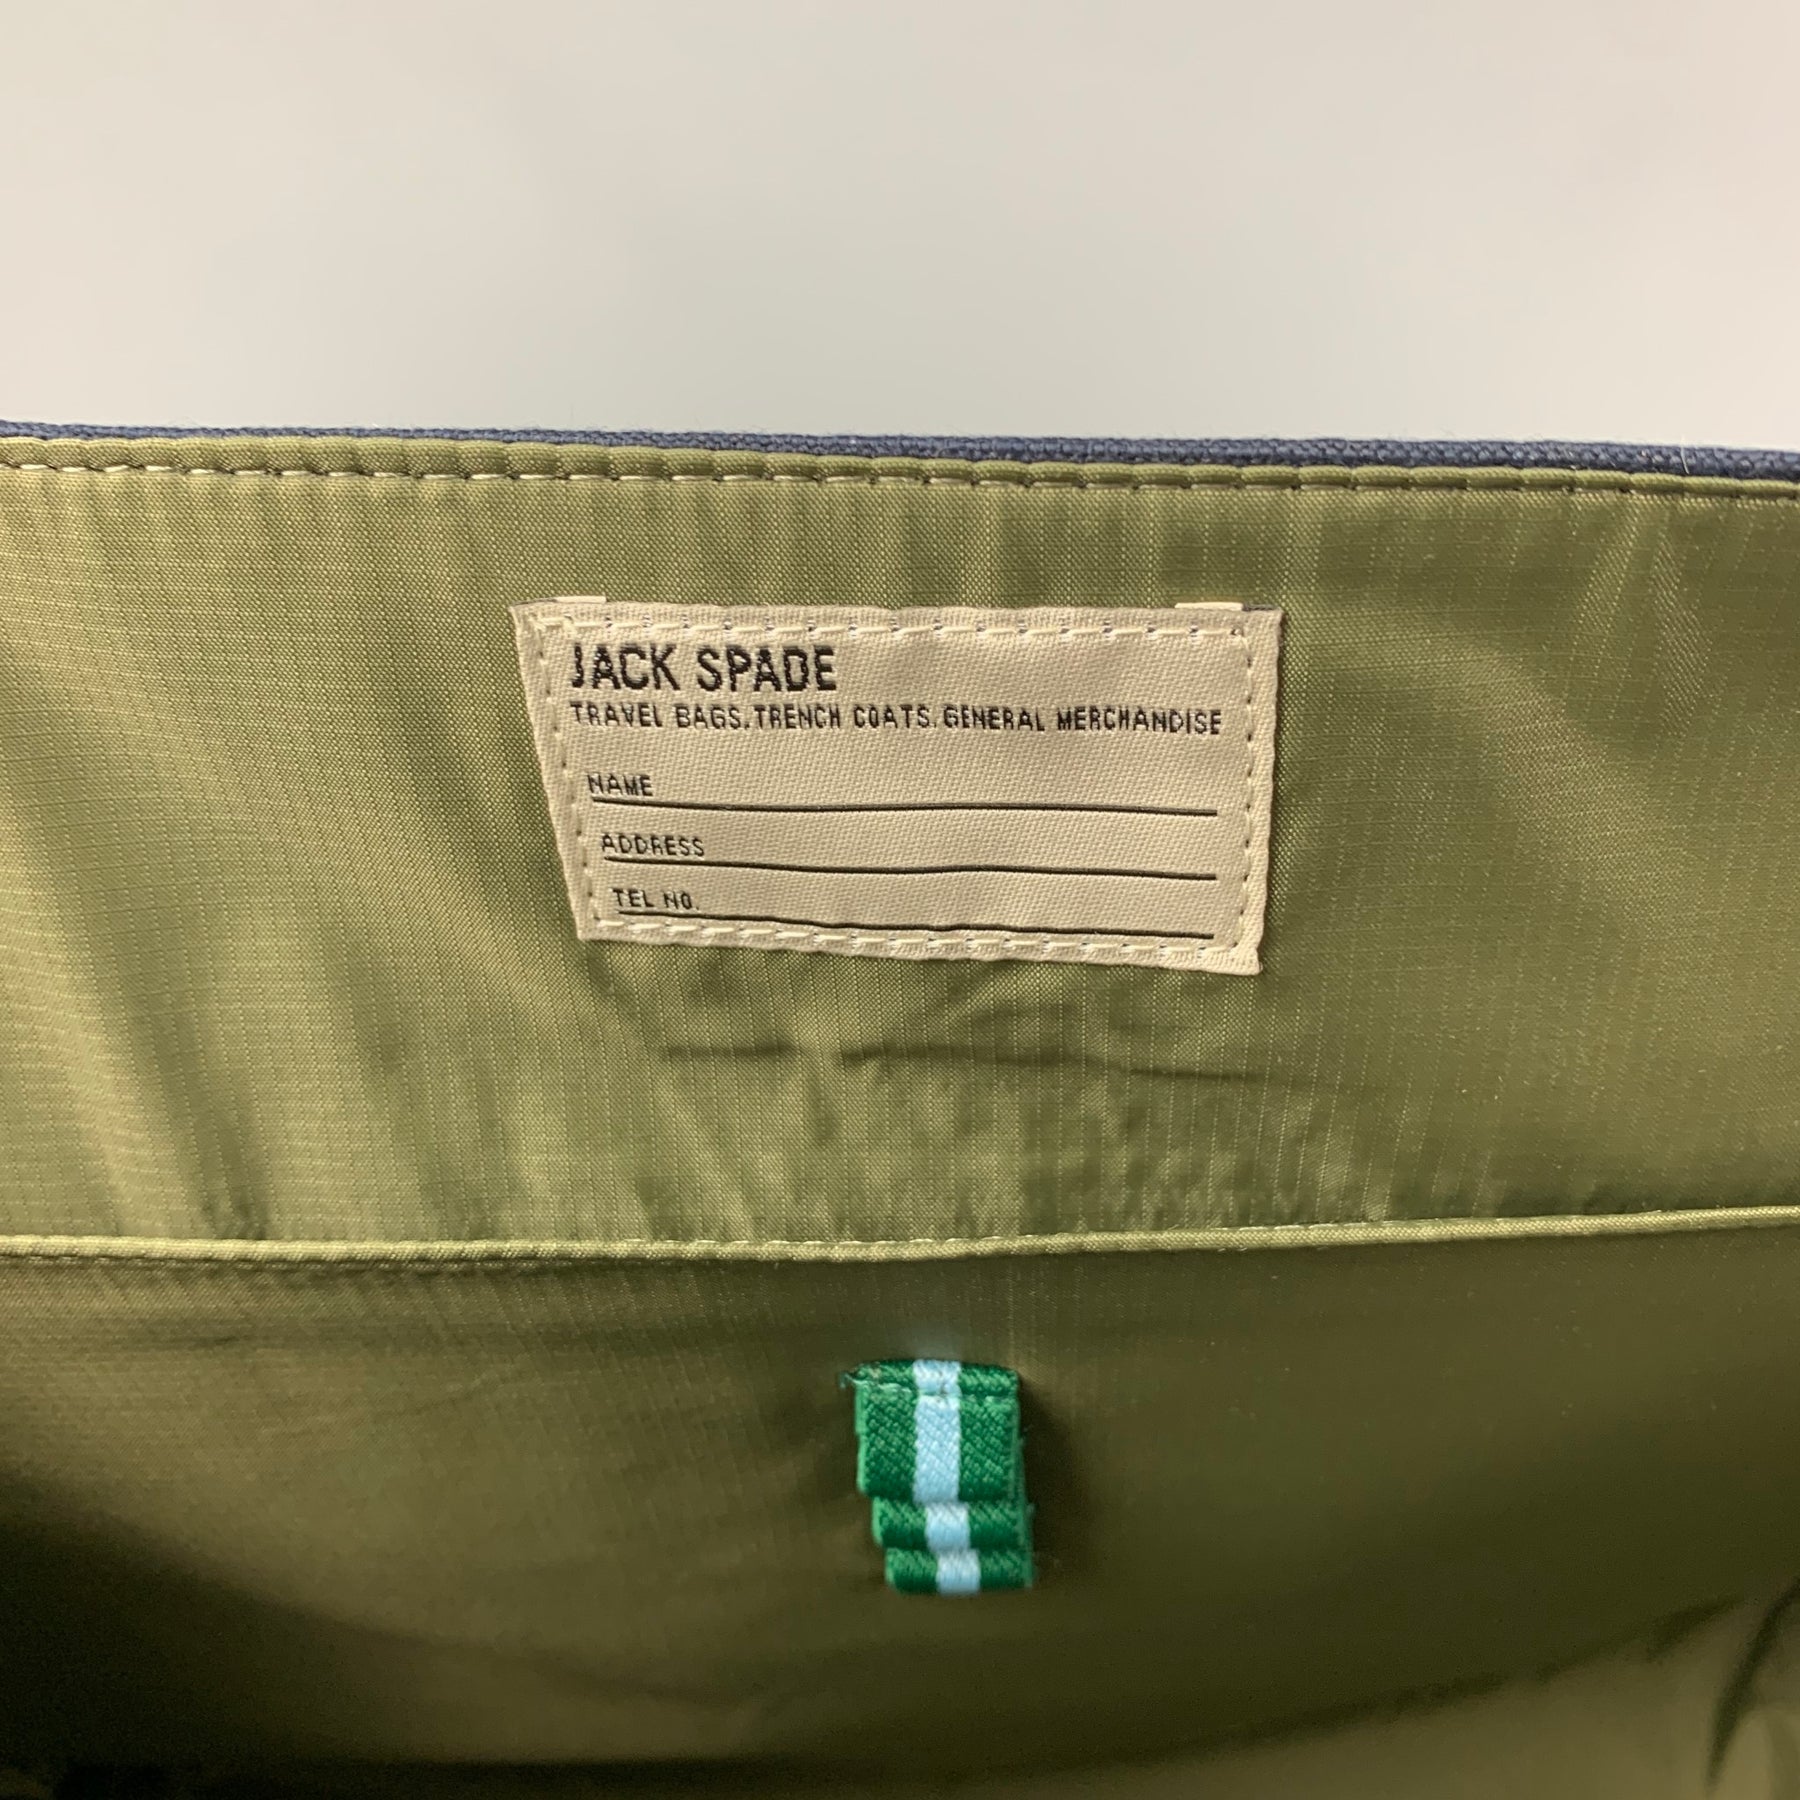 JACK SPADE
TRAVEL BAGS. TRENCH COATS. GENERAL MERCHANDISE
NAME
ADDRESS
TEL NO.